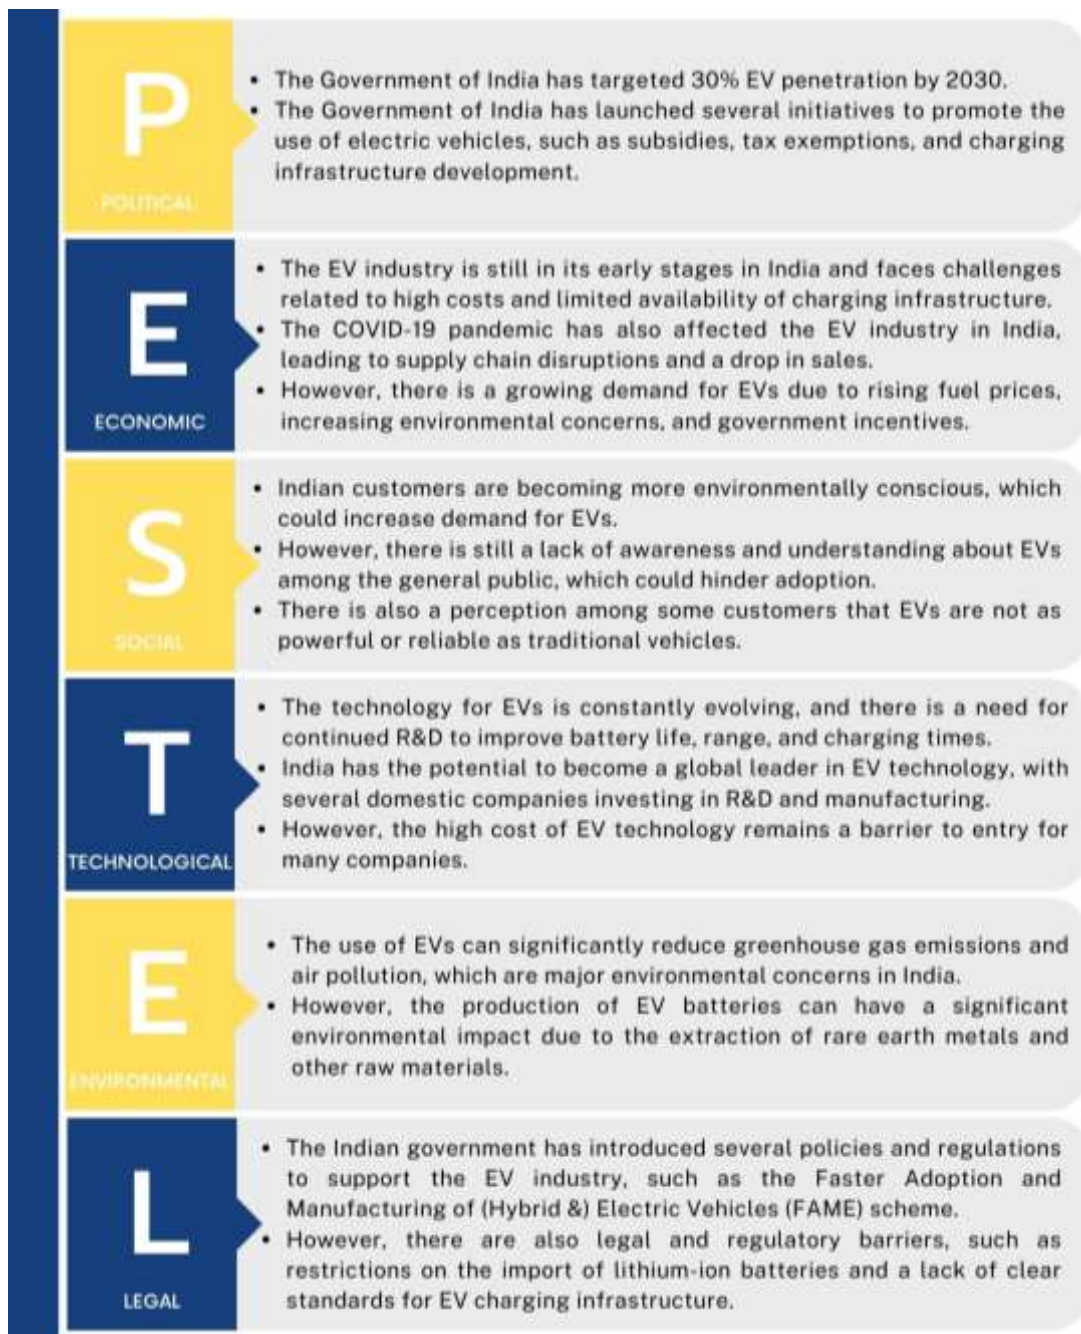 P
POLITICAL
• The Government of India has targeted 30% EV penetration by 2030.
• The Government of India has launched several initiatives to promote the
use of electric vehicles, such as subsidies, tax exemptions, and charging
infrastructure development.
E
ECONOMIC
• The EV industry is still in its early stages in India and faces challenges
related to high costs and limited availability of charging infrastructure.
• The COVID-19 pandemic has also affected the EV industry in India,
leading to supply chain disruptions and a drop in sales.
• However, there is a growing demand for EVs due to rising fuel prices,
increasing environmental concerns, and government incentives.
S
SOCIAL
• Indian customers are becoming more environmentally conscious, which
could increase demand for EVs.
• However, there is still a lack of awareness and understanding about EVs
among the general public, which could hinder adoption.
• There is also a perception among some customers that EVs are not as
powerful or reliable as traditional vehicles.
T
TECHNOLOGICAL
• The technology for EVs is constantly evolving, and there is a need for
continued R&D to improve battery life, range, and charging times.
• India has the potential to become a global leader in EV technology, with
several domestic companies investing in R&D and manufacturing.
• However, the high cost of EV technology remains a barrier to entry for
many companies.
E
ENVIRONMENTAL
• The use of EVs can significantly reduce greenhouse gas emissions and
air pollution, which are major environmental concerns in India.
• However, the production of EV batteries can have a significant
environmental impact due to the extraction of rare earth metals and
other raw materials.
L
LEGAL
• The Indian government has introduced several policies and regulations
to support the EV industry, such as the Faster Adoption and
Manufacturing of (Hybrid &) Electric Vehicles (FAME) scheme.
• However, there are also legal and regulatory barriers, such as
restrictions on the import of lithium-ion batteries and a lack of clear
standards for EV charging infrastructure.